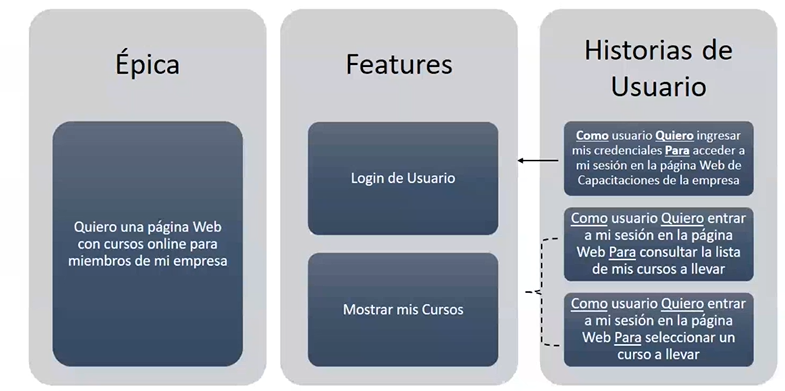 Épica
Quiero una página Web
con cursos online para
miembros de mi empresa
Features
Login de Usuario
Mostrar mis Cursos
Historias de
Usuario
Como usuario Quiero ingresar
mis credenciales Para acceder a
mi sesión en la página Web de
Capacitaciones de la empresa
Como usuario Quiero entrar
a mi sesión en la página
Web Para consultar la lista
de mis cursos a llevar
Como usuario Quiero entrar
a mi sesión en la página
Web Para seleccionar un
curso a llevar